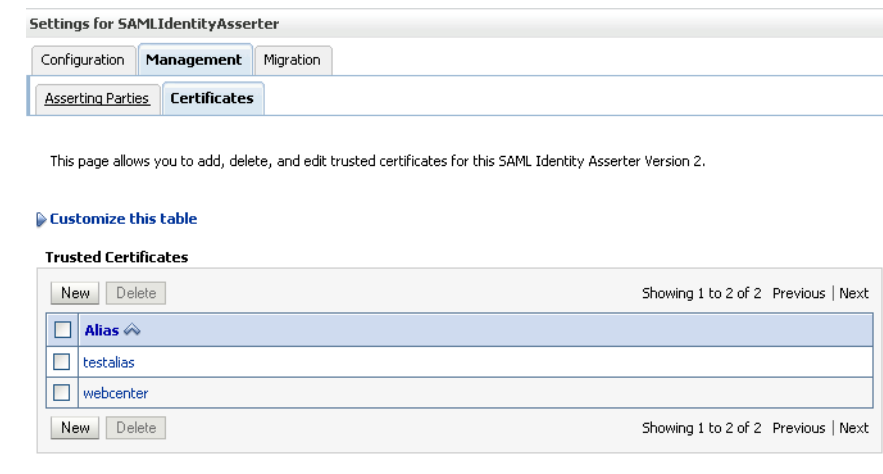 Settings for SAMLIdentityAsserter
Configuration Management Migration
Asserting Parties Certificates
This page allows you to add, delete, and edit trusted certificates for this SAML Identity Asserter Version 2.
Customize this table
Trusted Certificates
New Delete Showing 1 to 2 of 2 Previous | Next
Alias
testalias
webcenter
New Delete Showing 1 to 2 of 2 Previous | Next